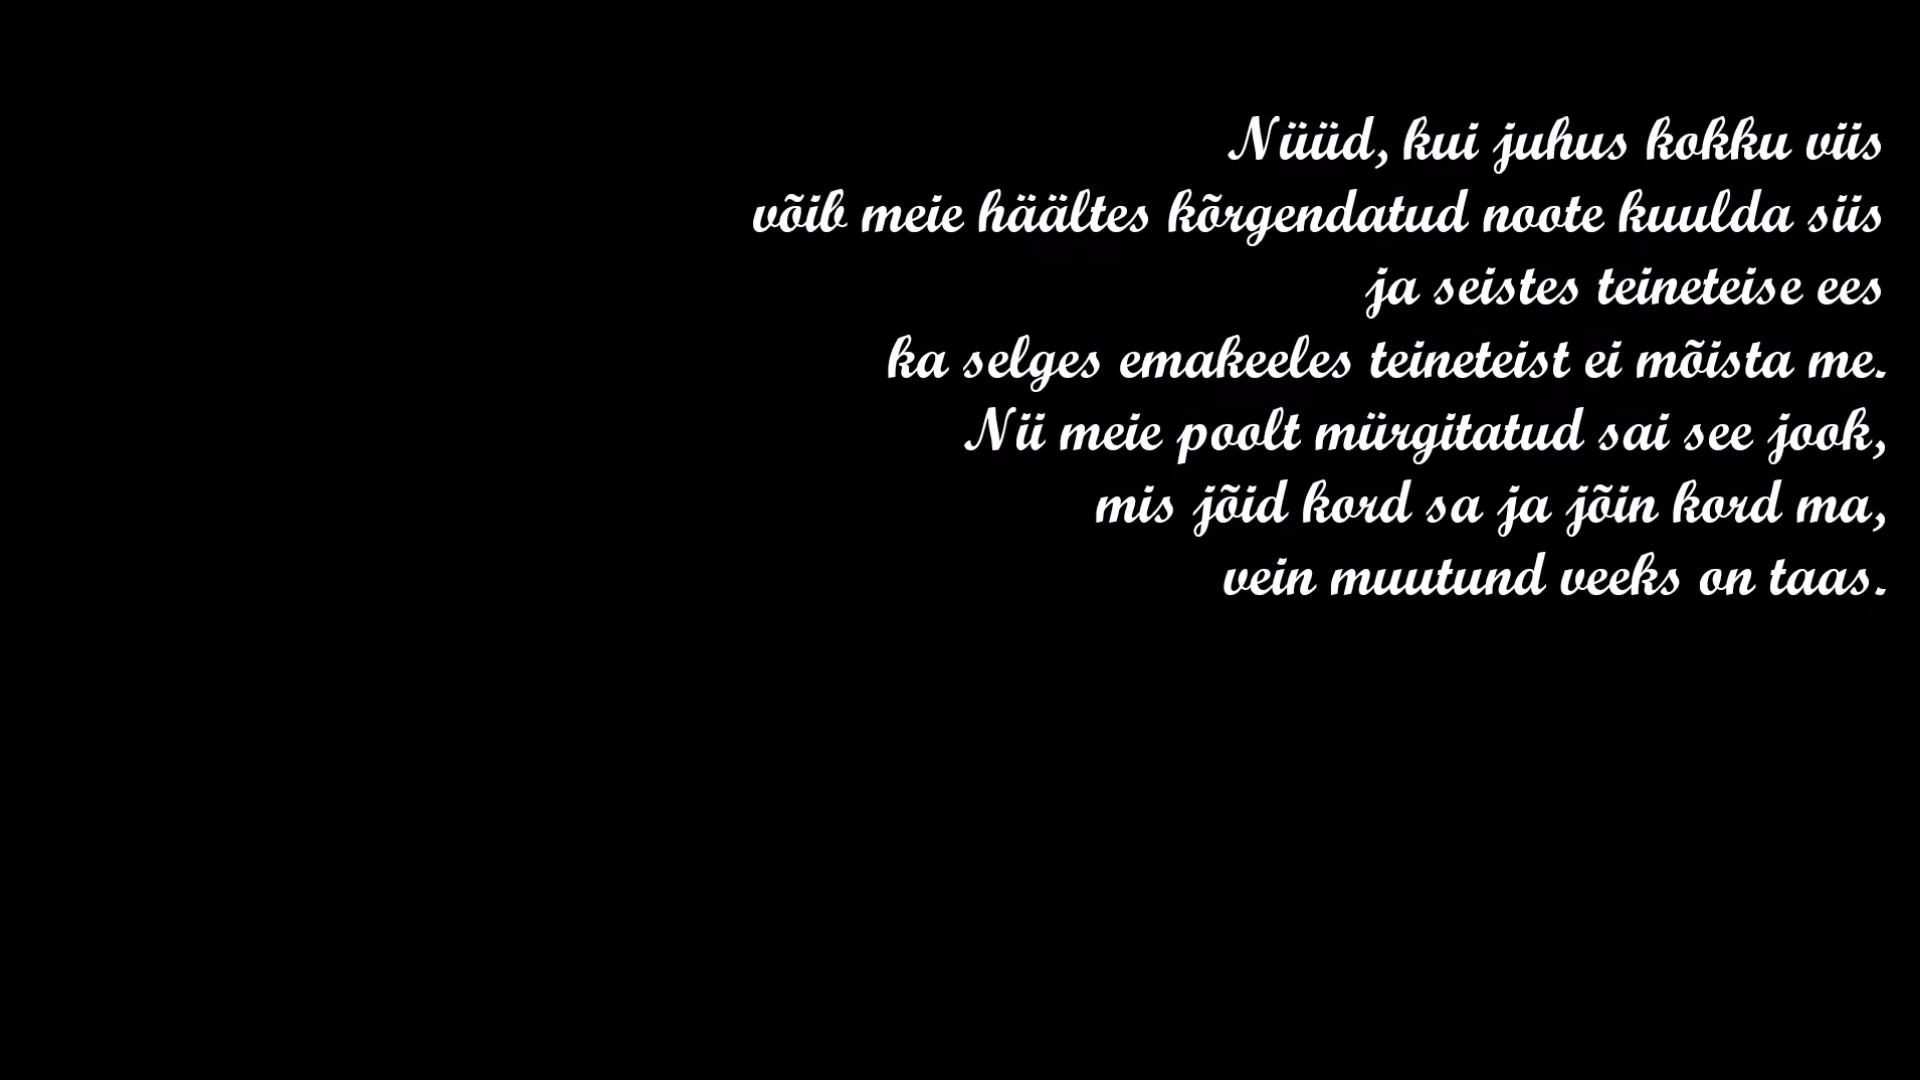 Nüüd, kui juhus kokku viis
võib meie häältes kõrgendatud noote kuulda siis
ja seistes teineteise ees
ka selges emakeeles teineteist ei mõista me.
Nii meie poolt mürgitatud sai see jook,
mis jõid kord sa ja jõin kord ma,
vein muutund veeks on taas.